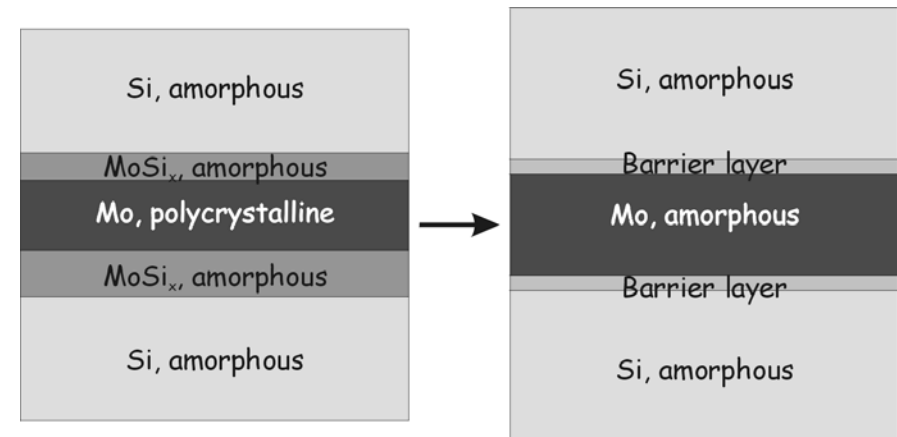 Si, amorphous
MoSiₓ, amorphous
Mo, polycrystalline
MoSiₓ, amorphous
Si, amorphous
Si, amorphous
Barrier layer
Mo, amorphous
Barrier layer
Si, amorphous